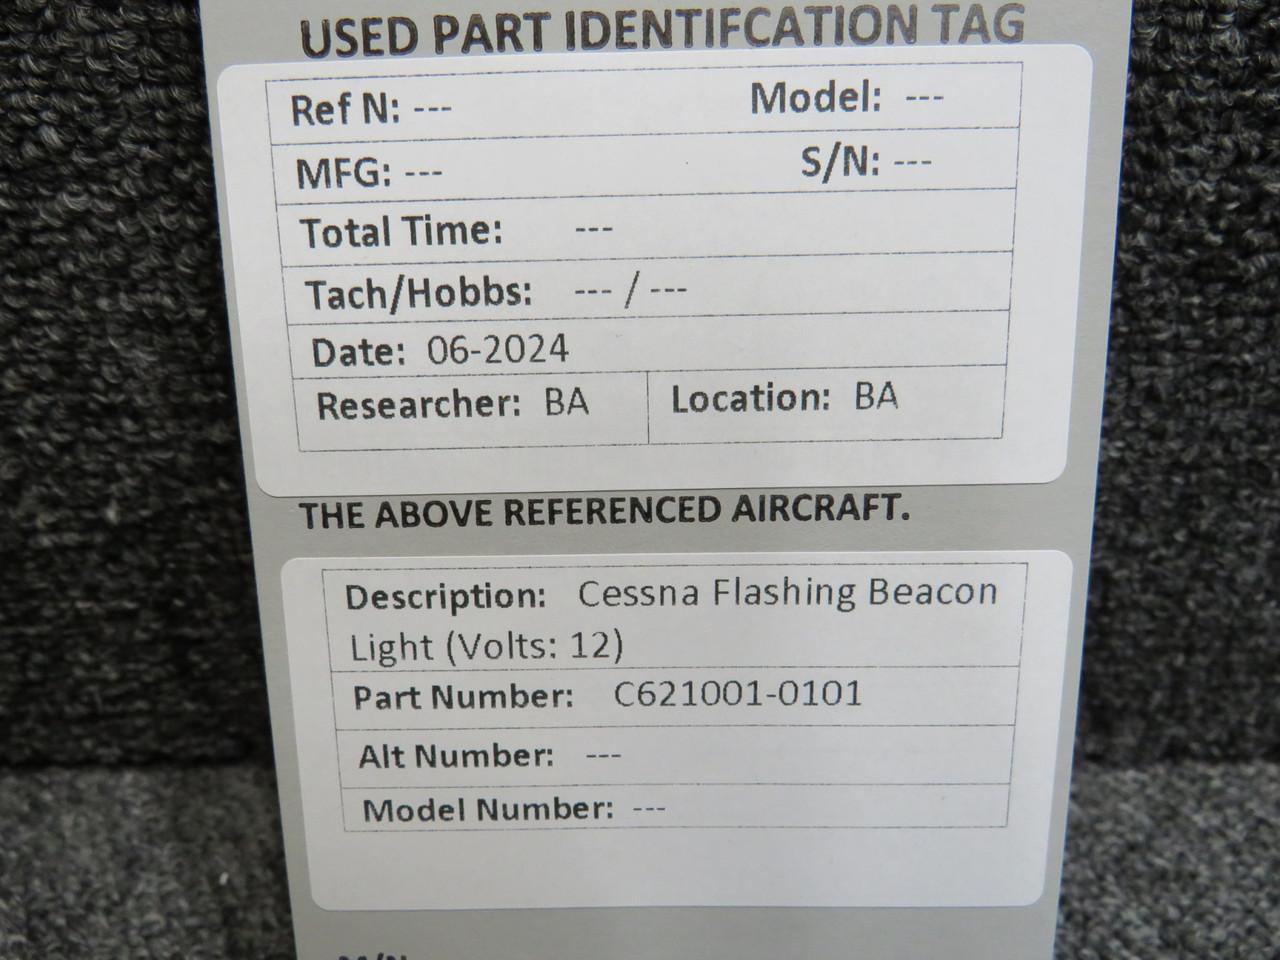 USED PART IDENTIFCATION TAG
Ref N: --- Model: ---
MFG: --- S/N: ---
Total Time: ---
Tach/Hobbs: --- / ---
Date: 06-2024
Researcher: BA Location: BA
THE ABOVE REFERENCED AIRCRAFT.
Description: Cessna Flashing Beacon
Light (Volts: 12)
Part Number: C621001-0101
Alt Number: ---
Model Number: ---